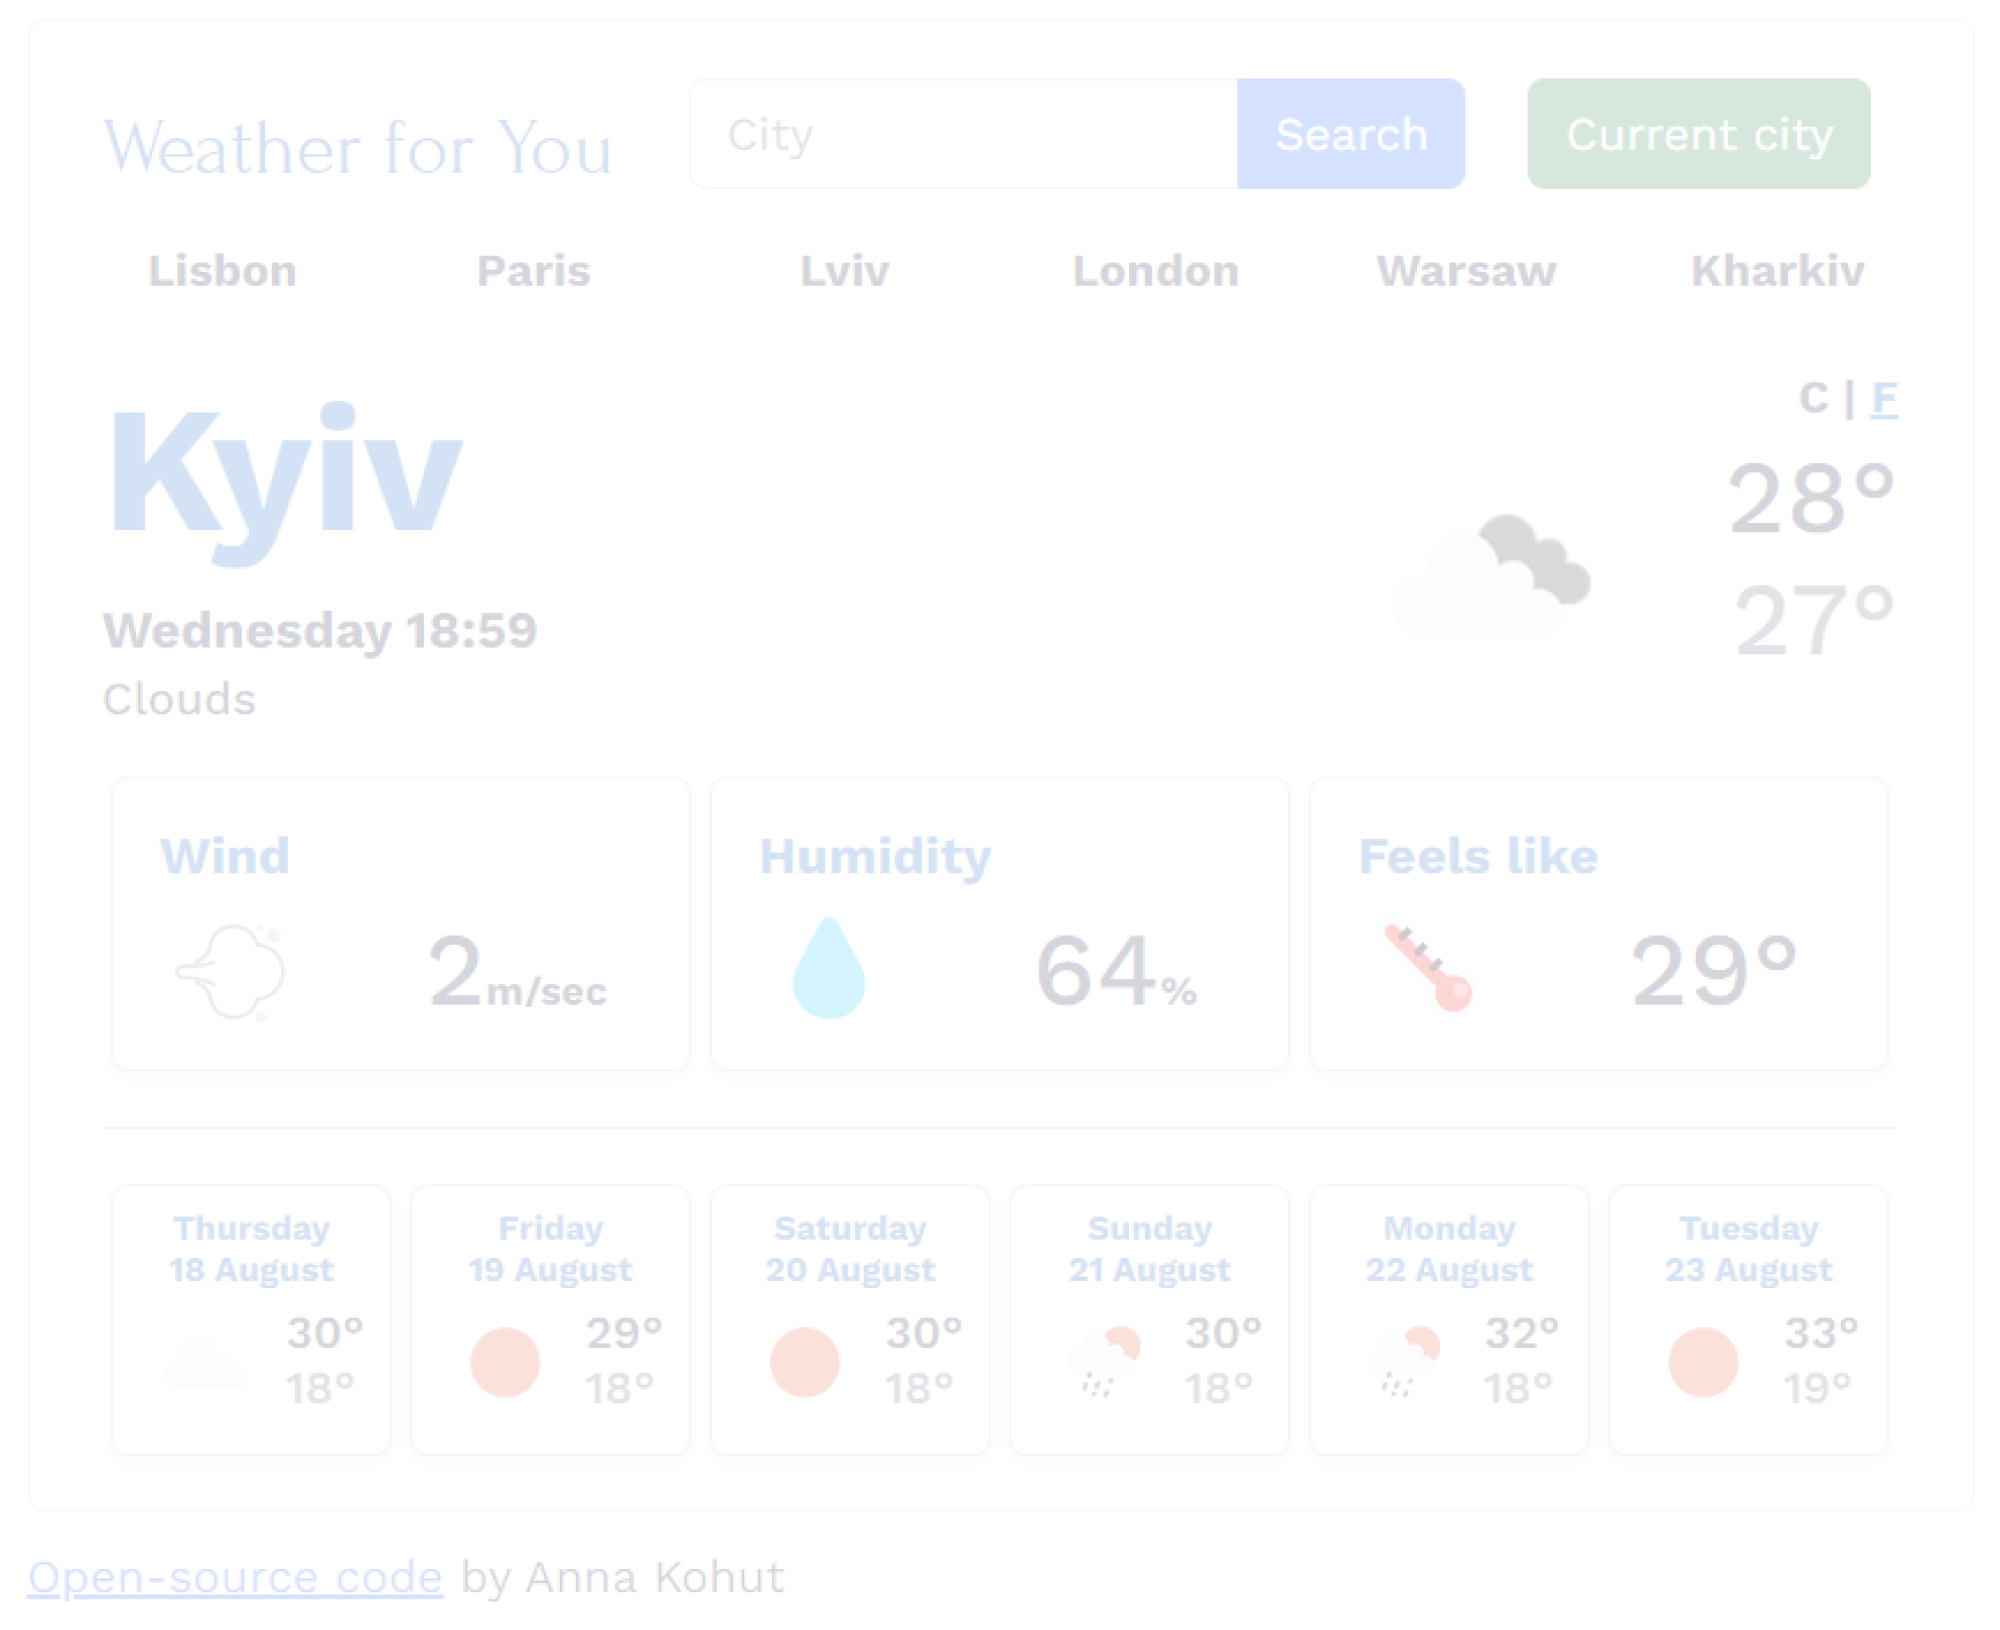 Weather for You
City
Search
Current city
Lisbon Paris Lviv London Warsaw Kharkiv
C | F
Kyiv
28°
27°
Wednesday 18:59
Clouds
Wind
2 m/sec
Humidity
64%
Feels like
29°
Thursday
18 August
30°
18°
Friday
19 August
29°
18°
Saturday
20 August
30°
18°
Sunday
21 August
30°
18°
Monday
22 August
32°
18°
Tuesday
23 August
33°
19°
Open-source code by Anna Kohut